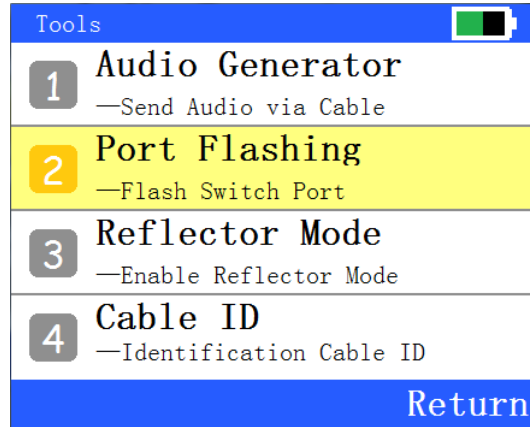 Tools
1 Audio Generator
—Send Audio via Cable
2 Port Flashing
—Flash Switch Port
3 Reflector Mode
—Enable Reflector Mode
4 Cable ID
—Identification Cable ID
Return